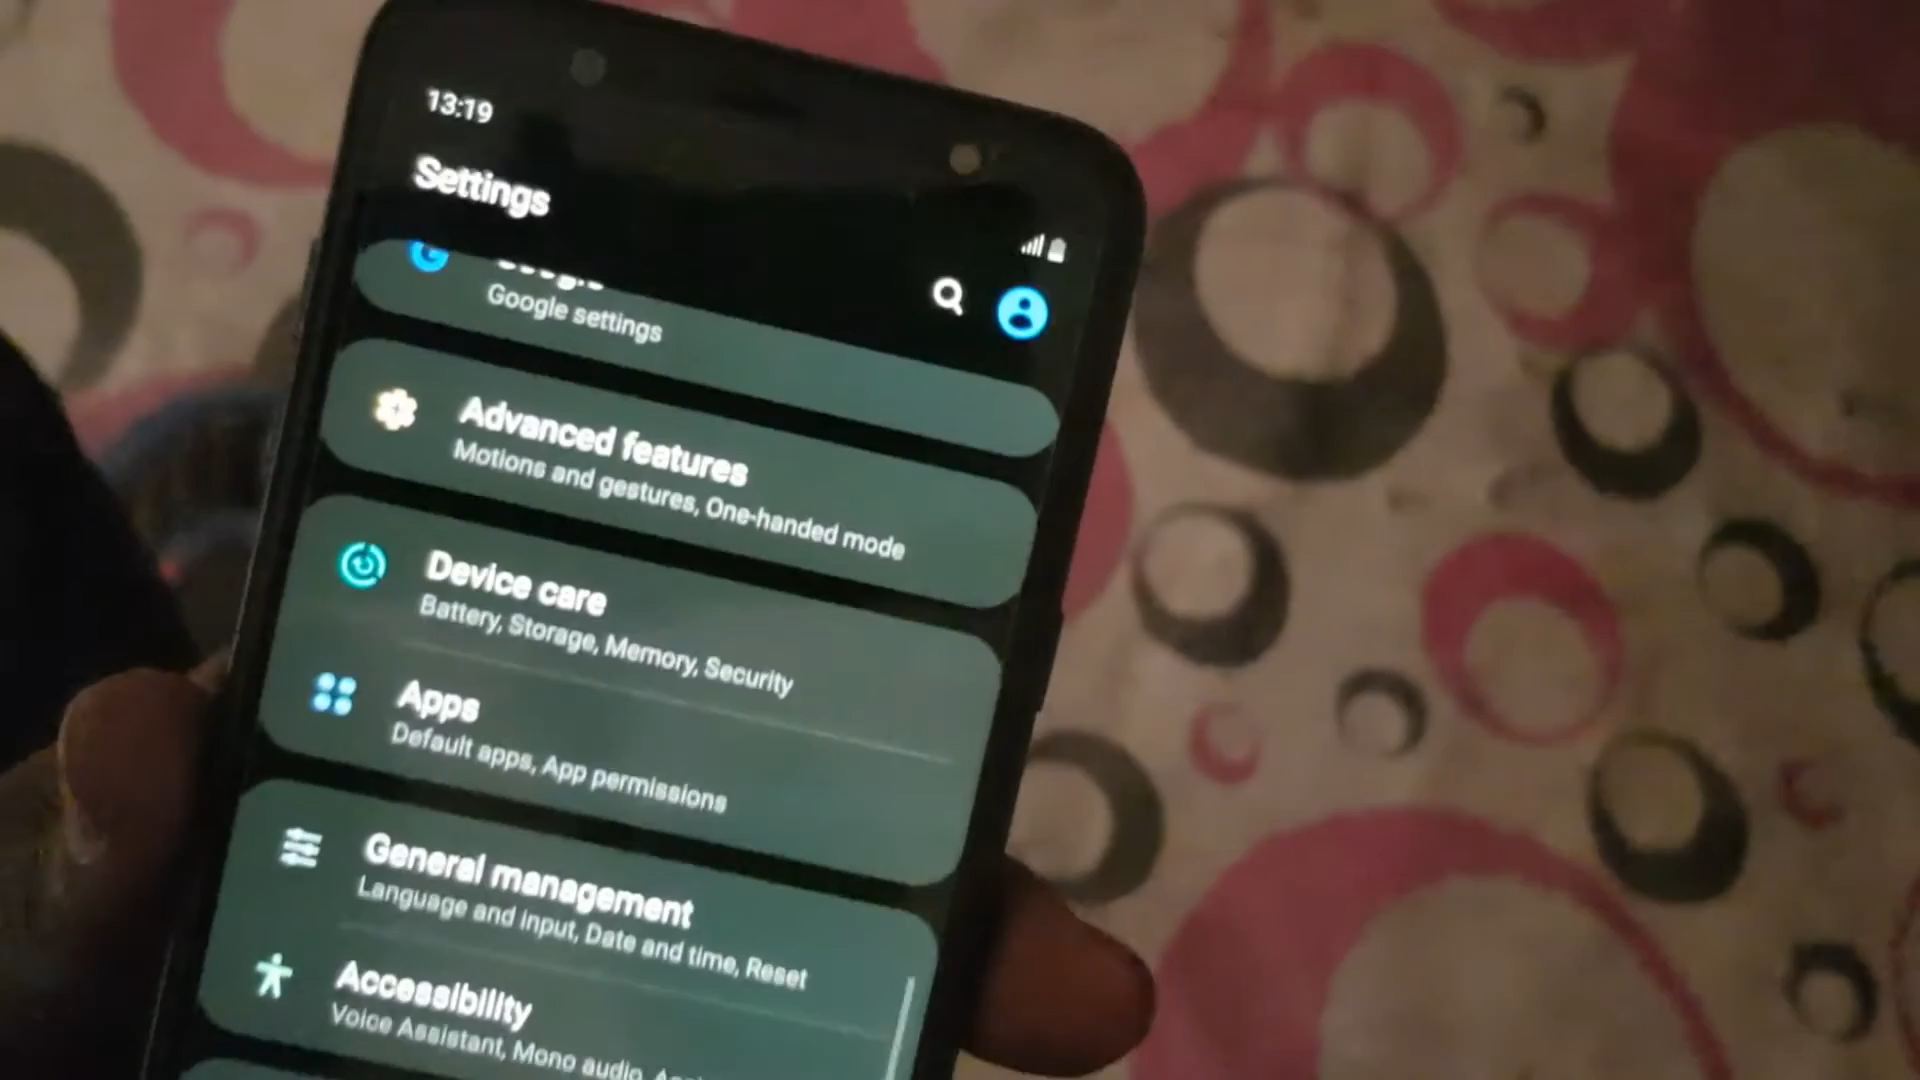 13:19
Settings
Google
Google settings
Advanced features
Motions and gestures, One-handed mode
Device care
Battery, Storage, Memory, Security
Apps
Default apps, App permissions
General management
Language and input, Date and time, Reset
Accessibility
Voice Assistant, Mono audio,